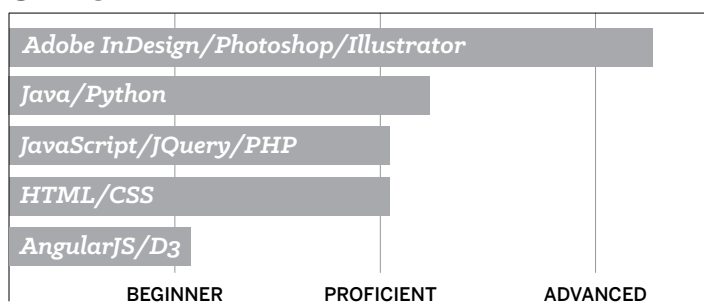 Adobe InDesign/Photoshop/Illustrator
Java/Python
JavaScript/JQuery/PHP
HTML/CSS
AngularJS/D3
BEGINNER PROFICIENT ADVANCED